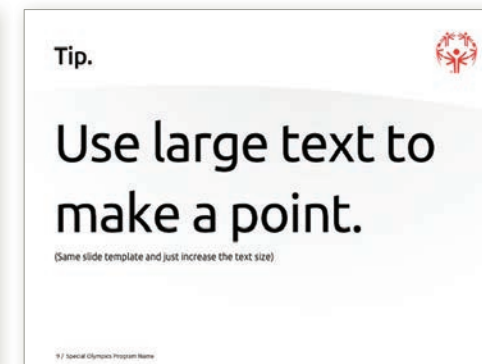 Tip.
Use large text to
make a point.
(Same slide template and just increase the text size)
9 / Special Olympics Program Name